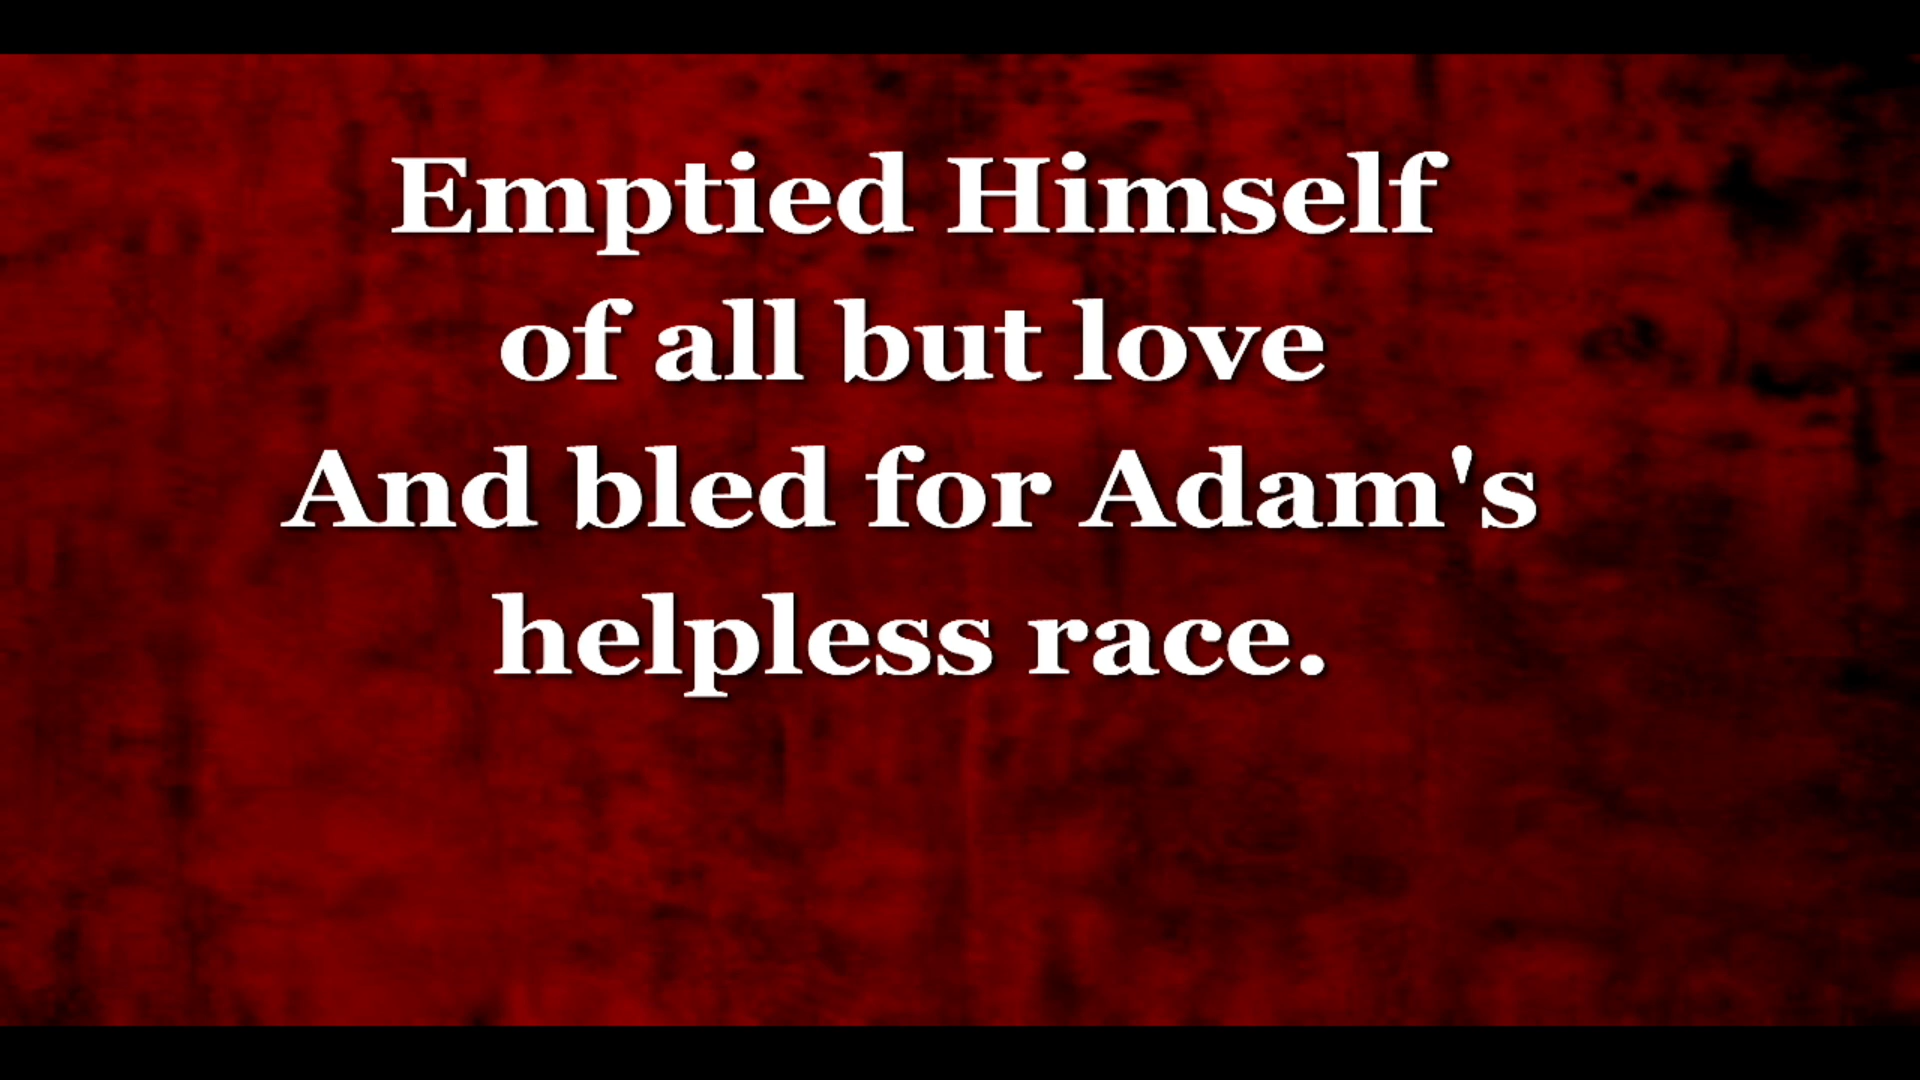 Emptied Himself
of all but love
And bled for Adam's
helpless race.